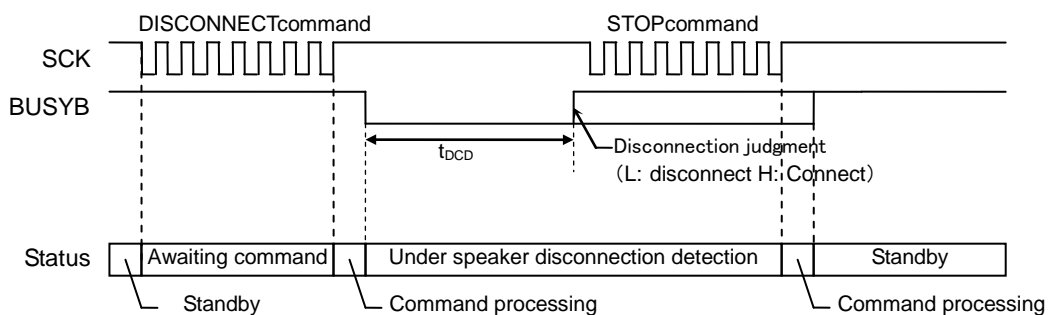 DISCONNECTcommand
STOPcommand
SCK
BUSYB
tDCD
Disconnection judgment
(L: disconnect H: Connect)
Status
Awaiting command
Under speaker disconnection detection
Standby
Standby
Command processing
Command processing